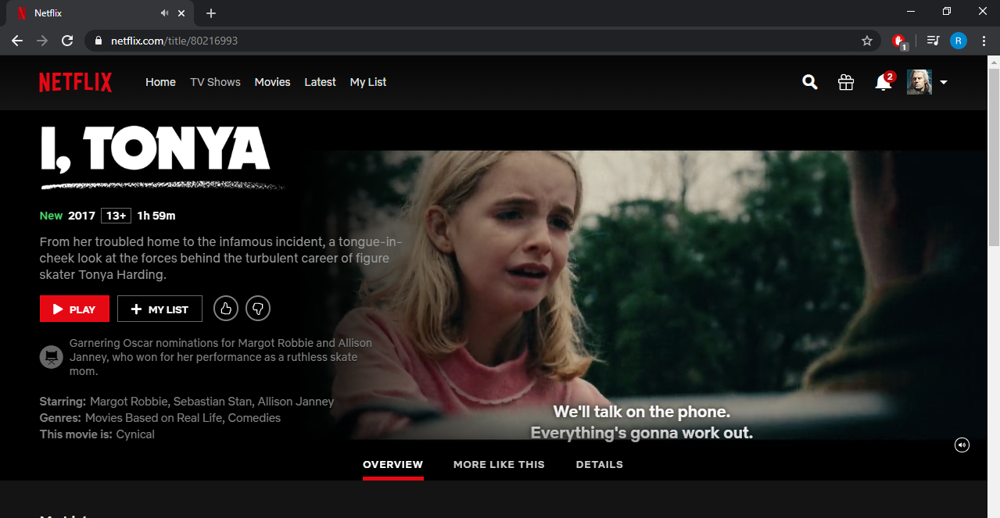 Netflix
netflix.com/title/80216993
1
R
NETFLIX
Home TV Shows Movies Latest My List
2
I, TONYA
New 2017 13+ 1h 59m
From her troubled home to the infamous incident, a tongue-in-
cheek look at the forces behind the turbulent career of figure
skater Tonya Harding.
PLAY MY LIST
Garnering Oscar nominations for Margot Robbie and Allison
Janney, who won for her performance as a ruthless skate
mom.
Starring: Margot Robbie, Sebastian Stan, Allison Janney
Genres: Movies Based on Real Life, Comedies
This movie is: Cynical
We'll talk on the phone.
Everything's gonna work out.
OVERVIEW MORE LIKE THIS DETAILS